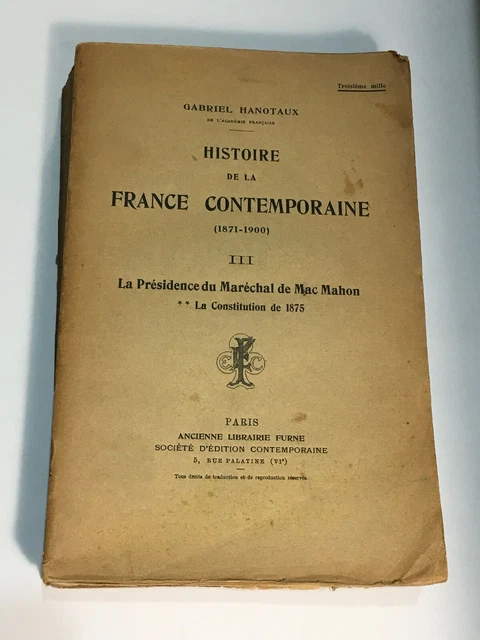 Troisième mille
GABRIEL HANOTAUX
DE L'ACADÉMIE FRANÇAISE
HISTOIRE
DE LA
FRANCE CONTEMPORAINE
(1871-1900)
III
La Présidence du Maréchal de Mac Mahon
** La Constitution de 1875
PARIS
ANCIENNE LIBRAIRIE FURNE
SOCIÉTÉ D'ÉDITION CONTEMPORAINE
5, RUE PALATINE (VIe)
Tous droits de traduction et de reproduction réservés.